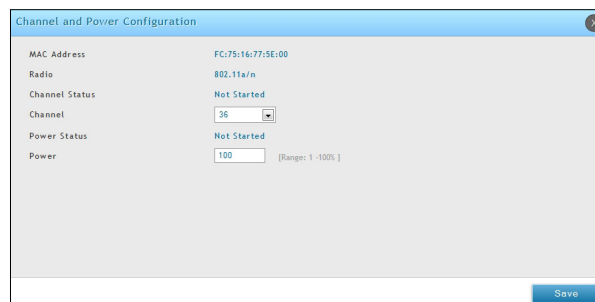 Channel and Power Configuration
MAC Address FC:75:16:77:5E:00
Radio 802.11a/n
Channel Status Not Started
Channel 36
Power Status Not Started
Power 100 [Range: 1 -100% ]
Save